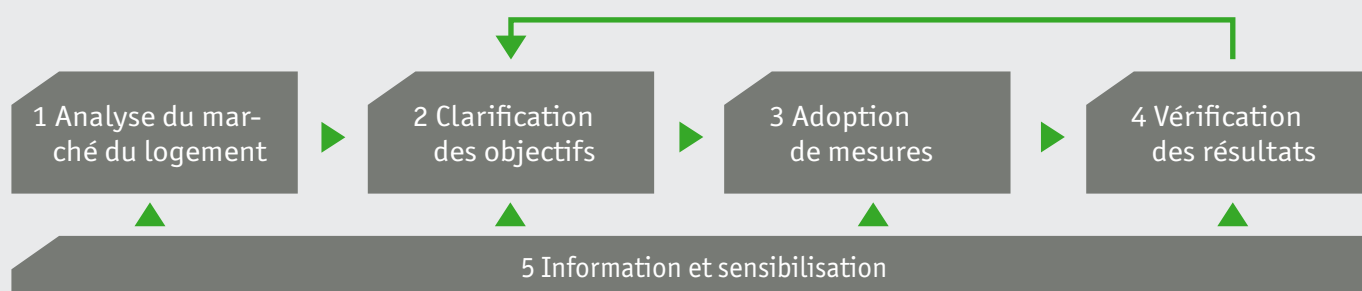 1 Analyse du mar-
ché du logement
2 Clarification
des objectifs
3 Adoption
de mesures
4 Vérification
des résultats
5 Information et sensibilisation